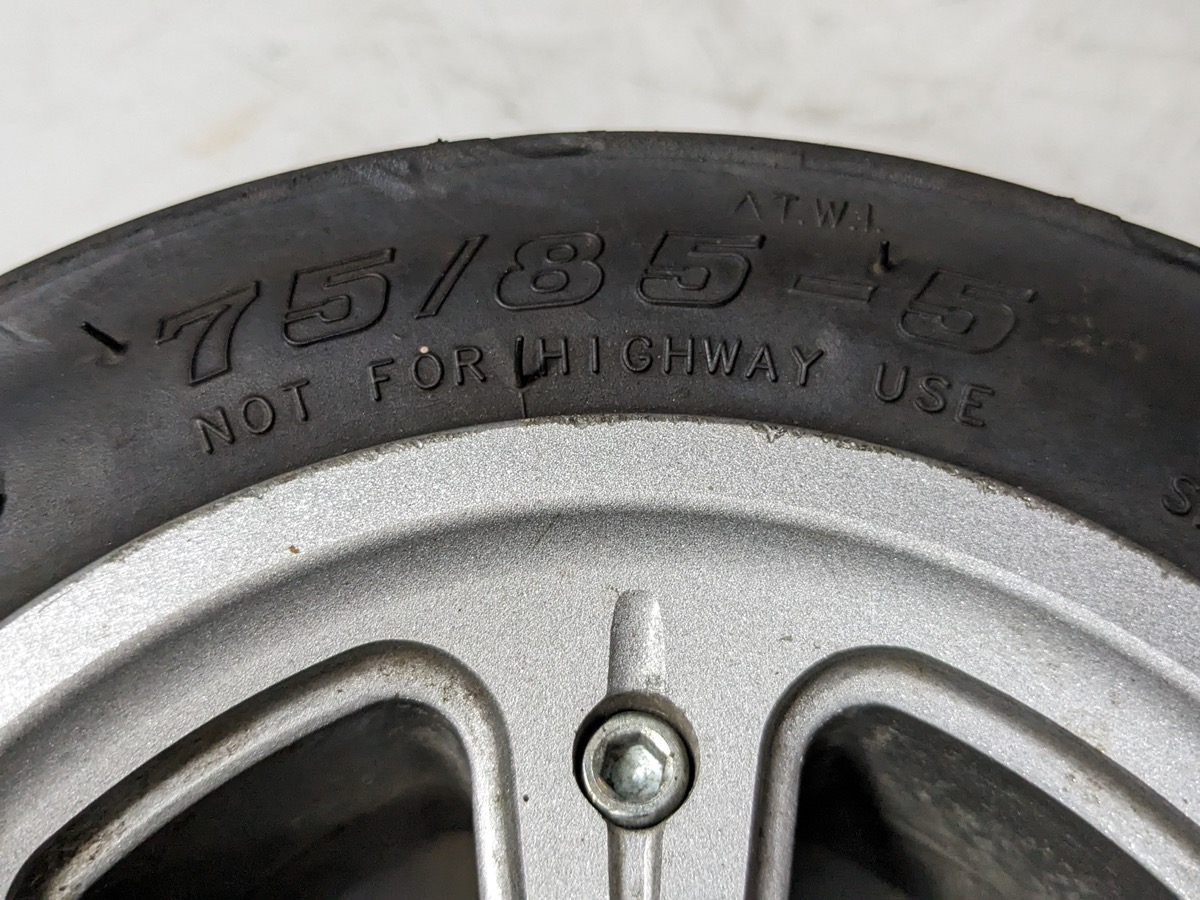 T.W.I.
75/85-5
NOT FOR HIGHWAY USE